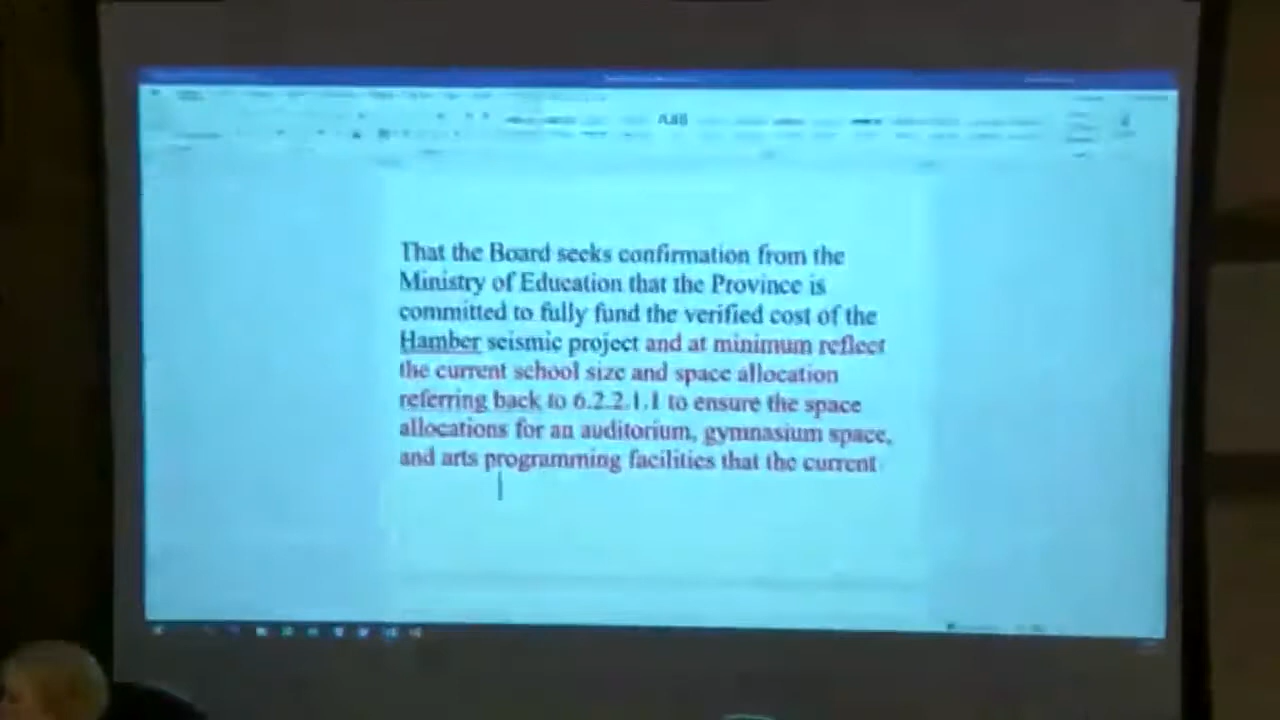 That the Board seeks confirmation from the
Ministry of Education that the Province is
committed to fully fund the verified cost of the
Hamber seismic project and at minimum reflect
the current school size and space allocation
referring back to 6.2.2.1.1 to ensure the space
allocations for an auditorium, gymnasium space,
and arts programming facilities that the current